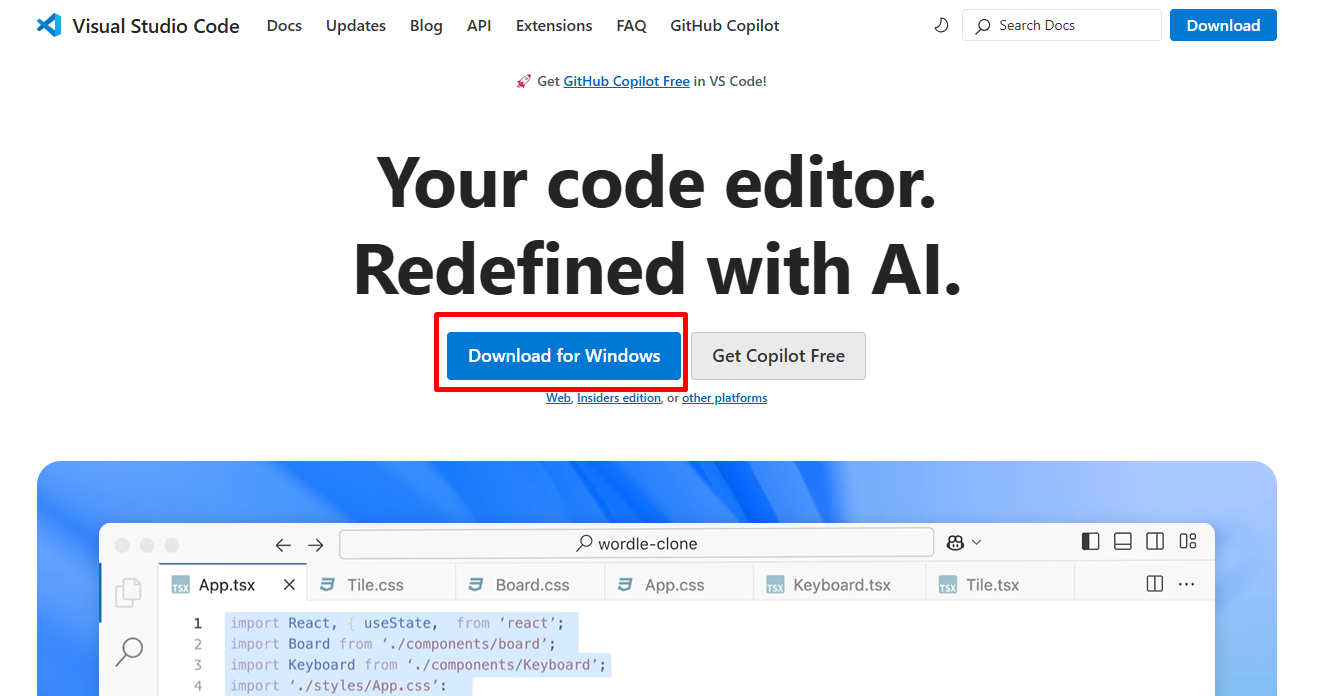 Visual Studio Code Docs Updates Blog API Extensions FAQ GitHub Copilot Search Docs Download
🚀 Get GitHub Copilot Free in VS Code!
Your code editor.
Redefined with AI.
Download for Windows Get Copilot Free
Web, Insiders edition, or other platforms
wordle-clone
TSX App.tsx Tile.css Board.css App.css TSX Keyboard.tsx TSX Tile.tsx
1 import React, { useState, from ‘react’;
2 import Board from ‘./components/board’;
3 import Keyboard from ‘./components/Keyboard’;
4 import ‘./styles/App.css’: